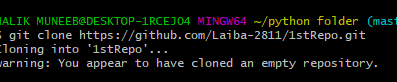 MALIK MUNEEB@DESKTOP-1RCEJO4 MINGW64 ~/python folder (mast
$ git clone https://github.com/Laiba-2811/1stRepo.git
Cloning into '1stRepo'...
warning: You appear to have cloned an empty repository.